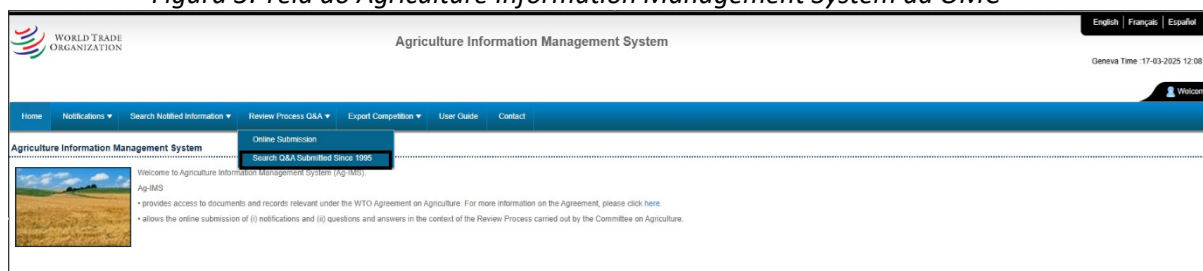 Figura 3. Tela do Agriculture Information Management System da OMC
English | Français | Español
WORLD TRADE
ORGANIZATION
Agriculture Information Management System
Geneva Time :17-03-2025 12:08
Welcom
Home Notifications Search Notified Information Review Process Q&A Export Competition User Guide Contact
Online Submission
Search Q&A Submitted Since 1995
Agriculture Information Management System
Welcome to Agriculture Information Management System (Ag-IMS).
Ag-IMS
• provides access to documents and records relevant under the WTO Agreement on Agriculture. For more information on the Agreement, please click here.
• allows the online submission of (i) notifications and (ii) questions and answers in the context of the Review Process carried out by the Committee on Agriculture.